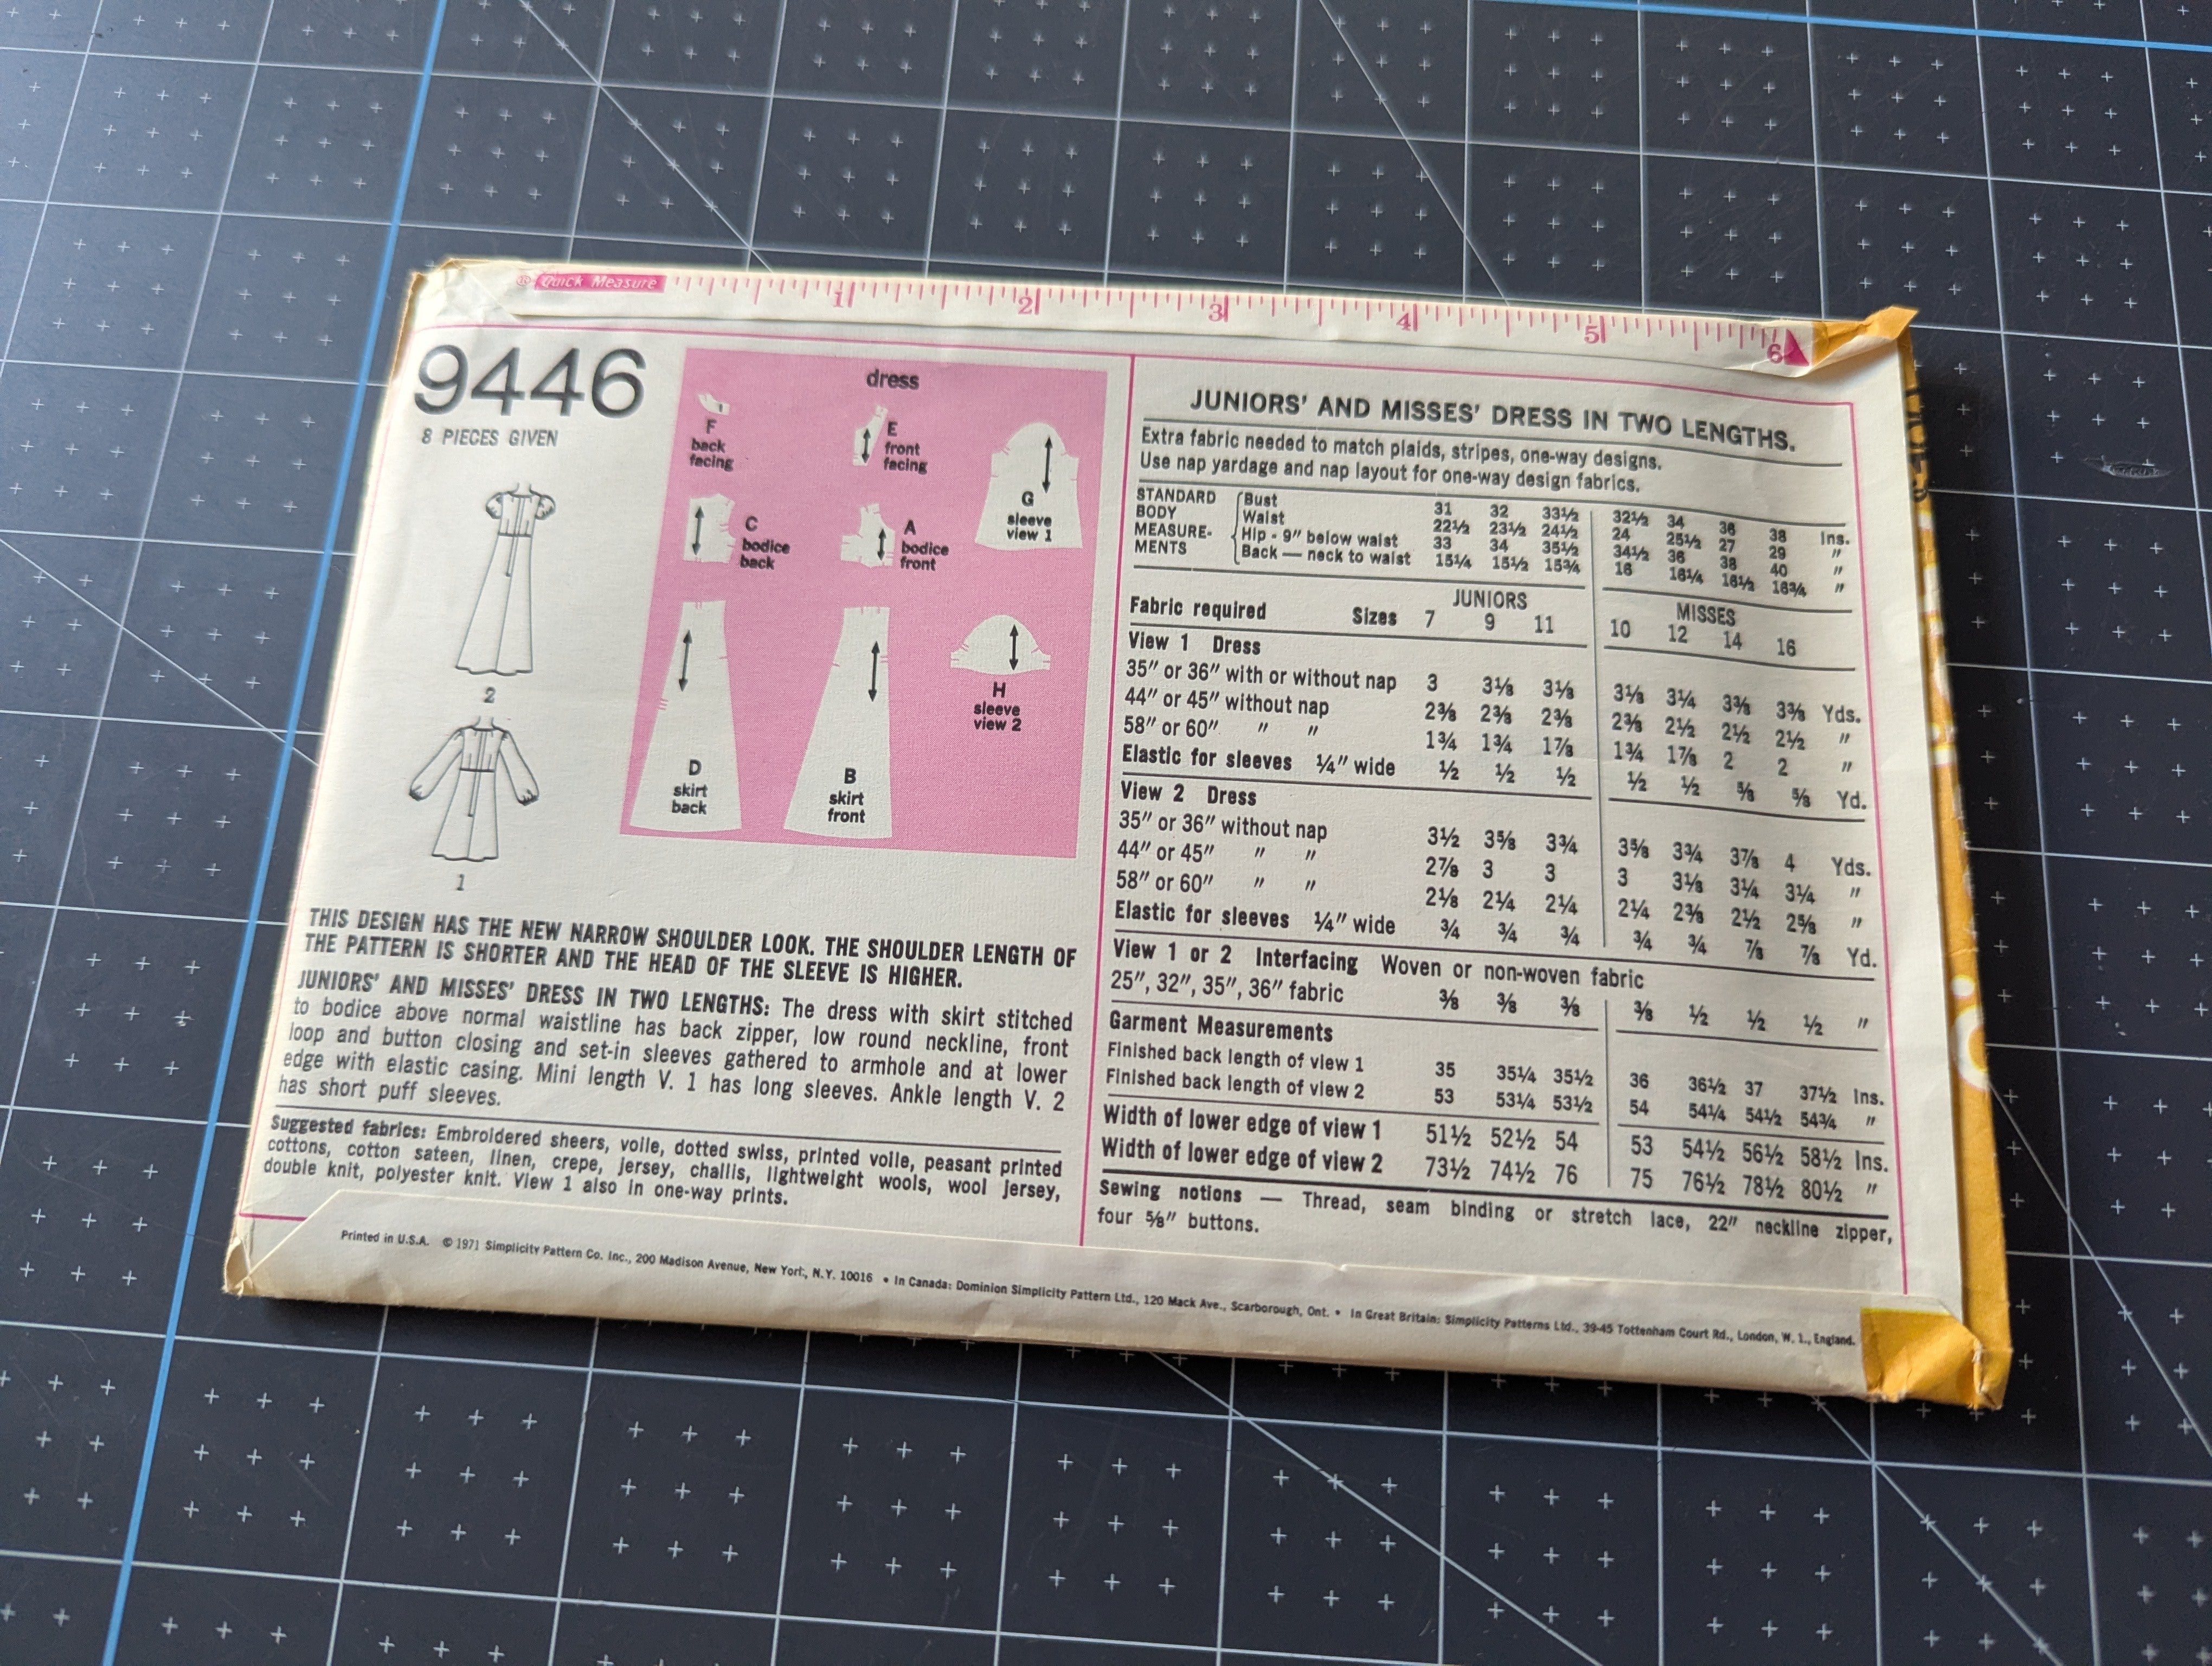 ® Quick Measure 1 2 3 4 5 6
9446
8 PIECES GIVEN
2
1
dress
F
back
facing
E
front
facing
G
sleeve
view 1
C
bodice
back
A
bodice
front
H
sleeve
view 2
D
skirt
back
B
skirt
front
THIS DESIGN HAS THE NEW NARROW SHOULDER LOOK. THE SHOULDER LENGTH OF
THE PATTERN IS SHORTER AND THE HEAD OF THE SLEEVE IS HIGHER.
JUNIORS' AND MISSES' DRESS IN TWO LENGTHS: The dress with skirt stitched
to bodice above normal waistline has back zipper, low round neckline, front
loop and button closing and set-in sleeves gathered to armhole and at lower
edge with elastic casing. Mini length V. 1 has long sleeves. Ankle length V. 2
has short puff sleeves.
Suggested fabrics: Embroidered sheers, voile, dotted swiss, printed voile, peasant printed
cottons, cotton sateen, linen, crepe, jersey, challis, lightweight wools, wool jersey,
double knit, polyester knit. View 1 also in one-way prints.
JUNIORS' AND MISSES' DRESS IN TWO LENGTHS.
Extra fabric needed to match plaids, stripes, one-way designs.
Use nap yardage and nap layout for one-way design fabrics.
STANDARD
BODY
MEASURE-
MENTS
Bust 31 32 33½ 32½ 34 36 38 Ins.
Waist 22½ 23½ 24½ 24 25½ 27 29 "
Hip - 9" below waist 33 34 35½ 34½ 36 38 40 "
Back — neck to waist 15¼ 15½ 15¾ 16 16¼ 16½ 16¾ "
JUNIORS MISSES
Fabric required Sizes 7 9 11 10 12 14 16
View 1 Dress
35" or 36" with or without nap 3 3⅛ 3⅛ 3⅛ 3¼ 3⅜ 3⅜ Yds.
44" or 45" without nap 2⅜ 2⅜ 2⅜ 2⅜ 2½ 2½ 2½ "
58" or 60" " " 1¾ 1¾ 1⅞ 1¾ 1⅞ 2 2 "
Elastic for sleeves ¼" wide ½ ½ ½ ½ ½ ⅝ ⅝ Yd.
View 2 Dress
35" or 36" without nap 3½ 3⅝ 3¾ 3⅝ 3¾ 3⅞ 4 Yds.
44" or 45" " " 2⅞ 3 3 3 3⅛ 3¼ 3¼ "
58" or 60" " " 2⅛ 2¼ 2¼ 2¼ 2⅜ 2½ 2⅝ "
Elastic for sleeves ¼" wide ¾ ¾ ¾ ¾ ¾ ⅞ ⅞ Yd.
View 1 or 2 Interfacing Woven or non-woven fabric
25", 32", 35", 36" fabric ⅜ ⅜ ⅜ ⅜ ½ ½ ½ "
Garment Measurements
Finished back length of view 1 35 35¼ 35½ 36 36½ 37 37½ Ins.
Finished back length of view 2 53 53¼ 53½ 54 54¼ 54½ 54¾ "
Width of lower edge of view 1 51½ 52½ 54 53 54½ 56½ 58½ Ins.
Width of lower edge of view 2 73½ 74½ 76 75 76½ 78½ 80½ "
Sewing notions — Thread, seam binding or stretch lace, 22" neckline zipper,
four ⅝" buttons.
Printed in U.S.A. © 1971 Simplicity Pattern Co. Inc., 200 Madison Avenue, New York, N.Y. 10016 • In Canada: Dominion Simplicity Pattern Ltd., 120 Mack Ave., Scarborough, Ont. • In Great Britain: Simplicity Patterns Ltd., 39-45 Tottenham Court Rd., London, W. 1., England.